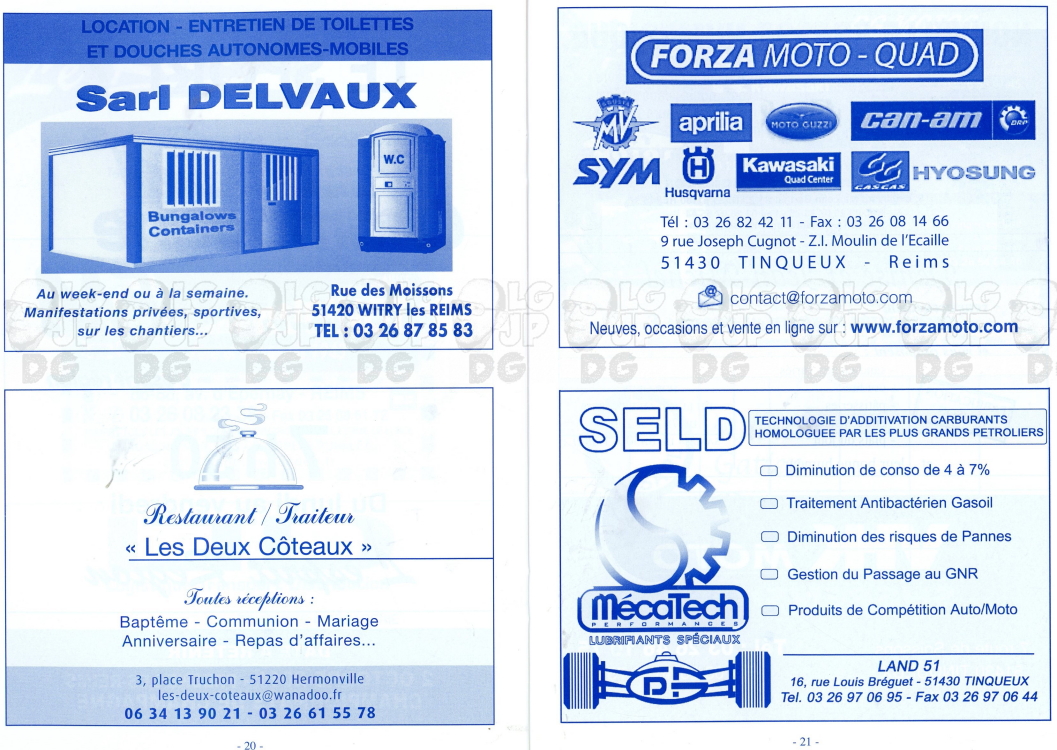 LOCATION - ENTRETIEN DE TOILETTES
ET DOUCHES AUTONOMES-MOBILES
Sarl DELVAUX
W.C
Bungalows
Containers
Au week-end ou à la semaine.
Manifestations privées, sportives,
sur les chantiers...
Rue des Moissons
51420 WITRY les REIMS
TEL : 03 26 87 85 83
Restaurant / Traiteur
« Les Deux Côteaux »
Toutes réceptions :
Baptême - Communion - Mariage
Anniversaire - Repas d'affaires...
3, place Truchon - 51220 Hermonville
les-deux-coteaux@wanadoo.fr
06 34 13 90 21 - 03 26 61 55 78
- 20 -
FORZA MOTO - QUAD
AGUSTA MV
aprilia
MOTO GUZZI
can-am BRP
SYM
Husqvarna
Kawasaki
Quad Center
GASGAS
HYOSUNG
Tél : 03 26 82 42 11 - Fax : 03 26 08 14 66
9 rue Joseph Cugnot - Z.I. Moulin de l'Ecaille
51430 TINQUEUX - Reims
@ contact@forzamoto.com
Neuves, occasions et vente en ligne sur : www.forzamoto.com
SELD
TECHNOLOGIE D'ADDITIVATION CARBURANTS
HOMOLOGUEE PAR LES PLUS GRANDS PETROLIERS
Diminution de conso de 4 à 7%
Traitement Antibactérien Gasoil
Diminution des risques de Pannes
Gestion du Passage au GNR
Produits de Compétition Auto/Moto
MécaTech
PERFORMANCES
LUBRIFIANTS SPÉCIAUX
LAND 51
16, rue Louis Bréguet - 51430 TINQUEUX
Tel. 03 26 97 06 95 - Fax 03 26 97 06 44
- 21 -
LG JP
DG